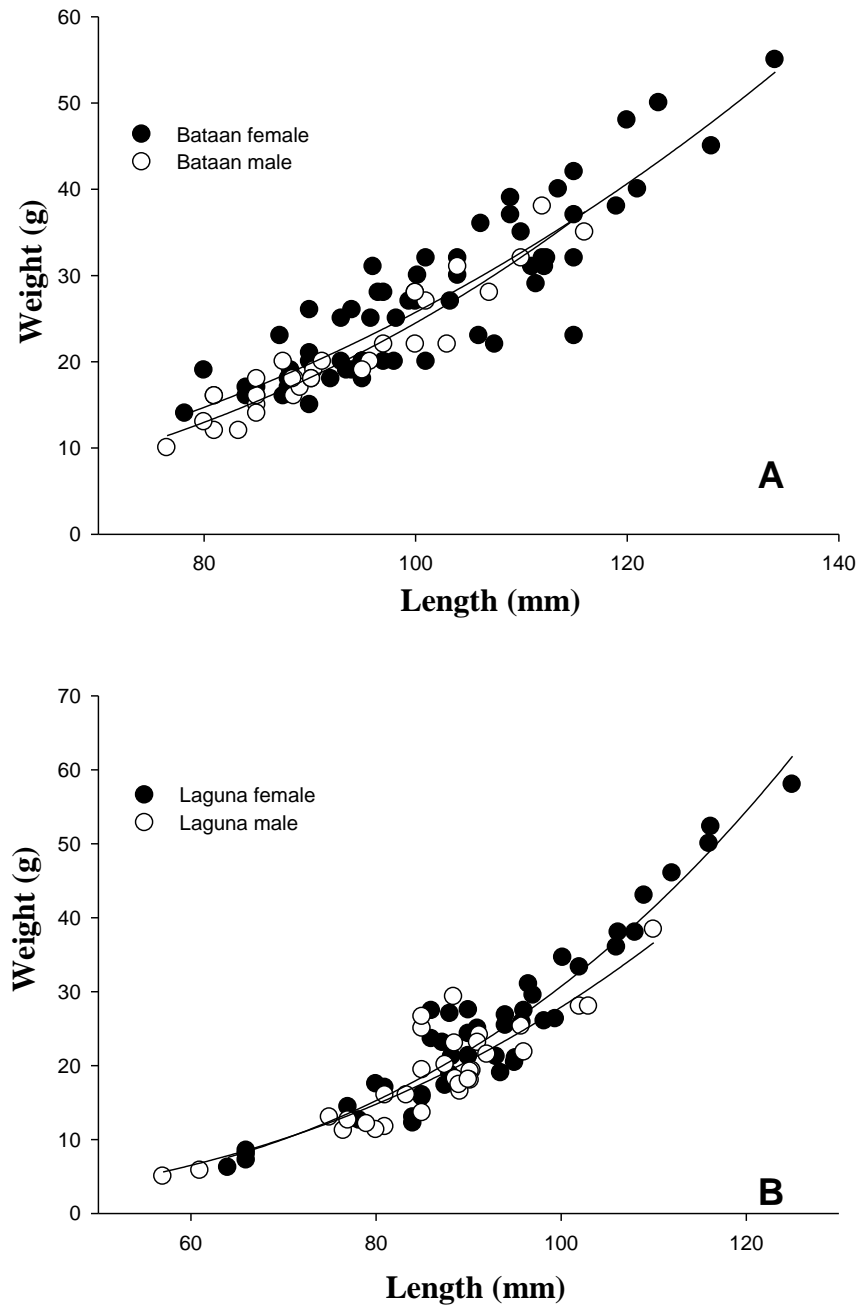 60
50
40
30
20
10
0
Weight (g)
Bataan female
Bataan male
A
80 100 120 140
Length (mm)
70
60
50
40
30
20
10
0
Weight (g)
Laguna female
Laguna male
B
60 80 100 120
Length (mm)